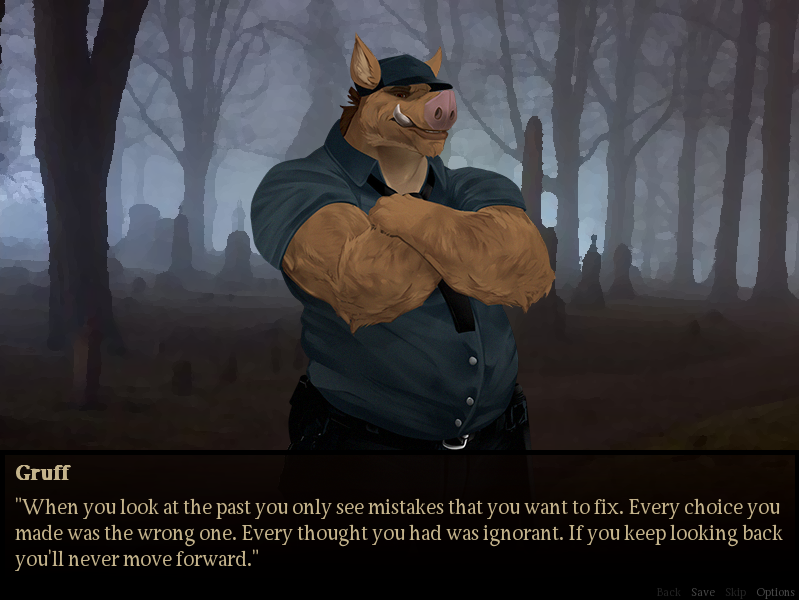 Gruff
"When you look at the past you only see mistakes that you want to fix. Every choice you
made was the wrong one. Every thought you had was ignorant. If you keep looking back
you'll never move forward."
Back Save Skip Options